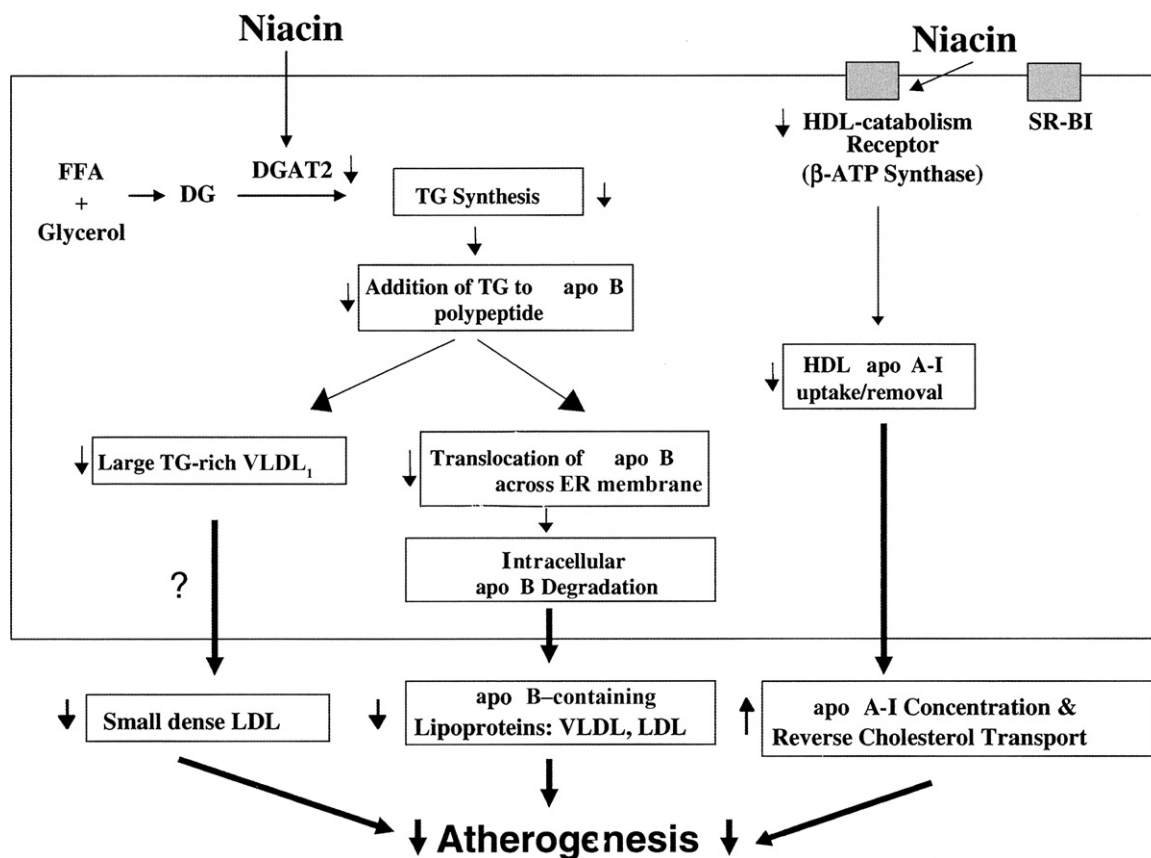 Niacin
Niacin
HDL-catabolism
Receptor
(β-ATP Synthase)
SR-BI
FFA
+
Glycerol
DG
DGAT2
TG Synthesis
Addition of TG to apo B
polypeptide
HDL apo A-I
uptake/removal
Large TG-rich VLDL1
Translocation of apo B
across ER membrane
Intracellular
apo B Degradation
?
Small dense LDL
apo B–containing
Lipoproteins: VLDL, LDL
apo A-I Concentration &
Reverse Cholesterol Transport
Atherogenesis